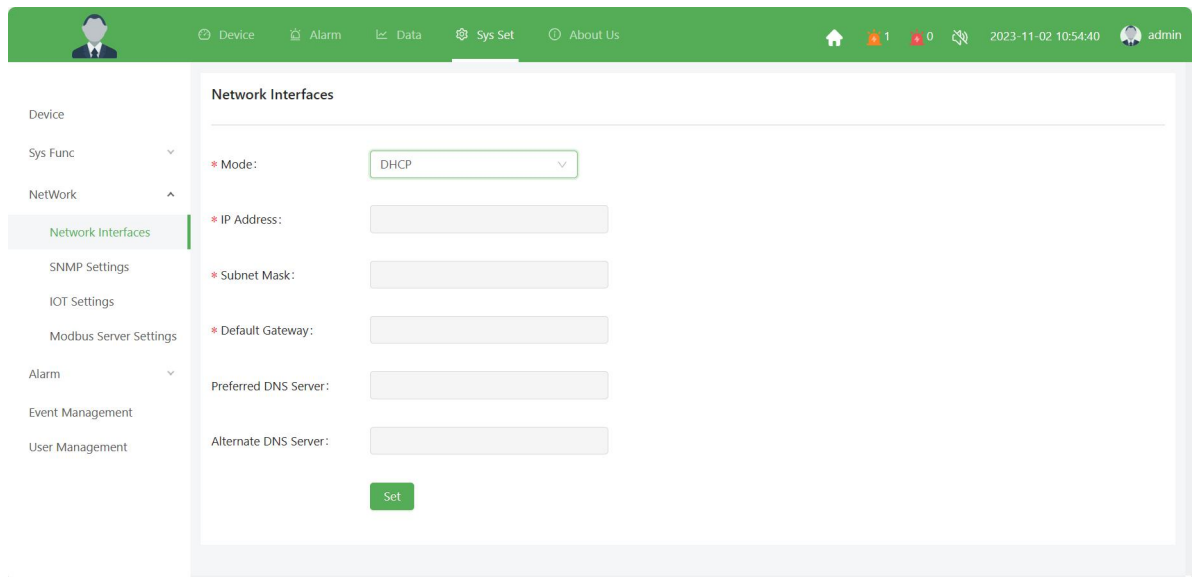 Device Alarm Data Sys Set About Us 1 0 2023-11-02 10:54:40 admin
Device
Sys Func
NetWork
Network Interfaces
SNMP Settings
IOT Settings
Modbus Server Settings
Alarm
Event Management
User Management
Network Interfaces
* Mode: DHCP
* IP Address:
* Subnet Mask:
* Default Gateway:
Preferred DNS Server:
Alternate DNS Server:
Set